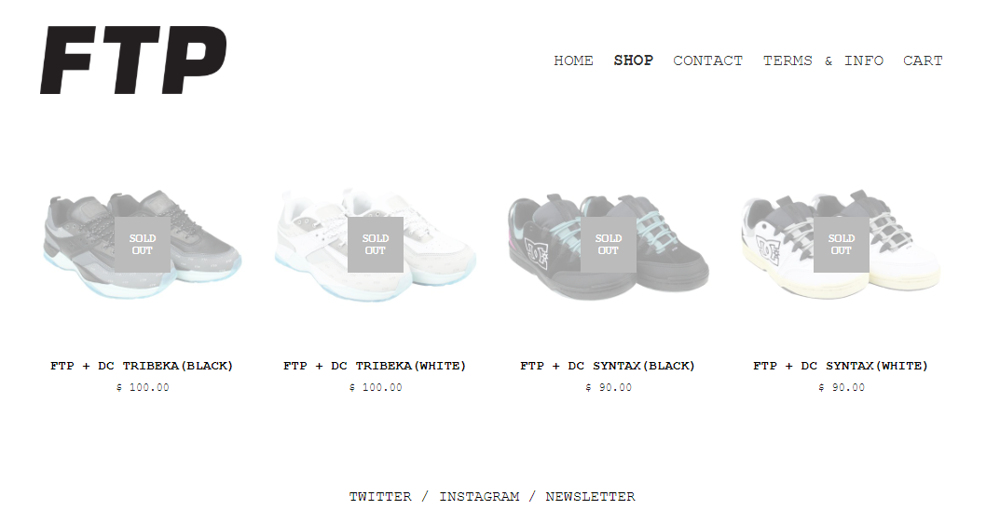 FTP
HOME SHOP CONTACT TERMS & INFO CART
SOLD
OUT
SOLD
OUT
SOLD
OUT
SOLD
OUT
FTP + DC TRIBEKA(BLACK)
$ 100.00
FTP + DC TRIBEKA(WHITE)
$ 100.00
FTP + DC SYNTAX(BLACK)
$ 90.00
FTP + DC SYNTAX(WHITE)
$ 90.00
TWITTER / INSTAGRAM / NEWSLETTER